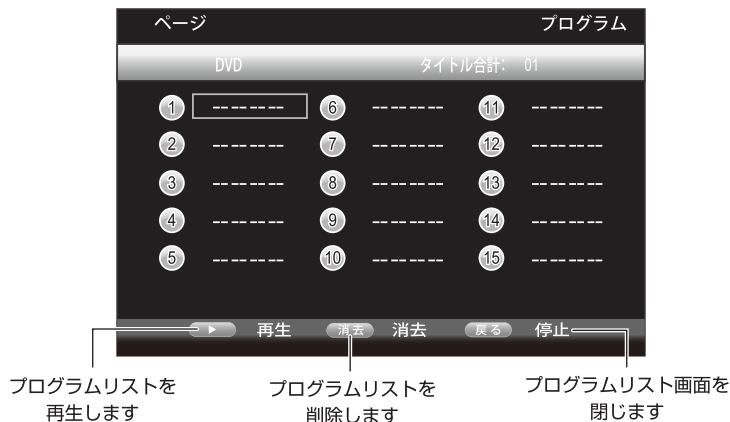 ページ プログラム
DVD タイトル合計: 01
1 -------- 6 -------- 11 --------
2 -------- 7 -------- 12 --------
3 -------- 8 -------- 13 --------
4 -------- 9 -------- 14 --------
5 -------- 10 -------- 15 --------
▶ 再生 消去 消去 戻る 停止
プログラムリストを
再生します
プログラムリストを
削除します
プログラムリスト画面を
閉じます